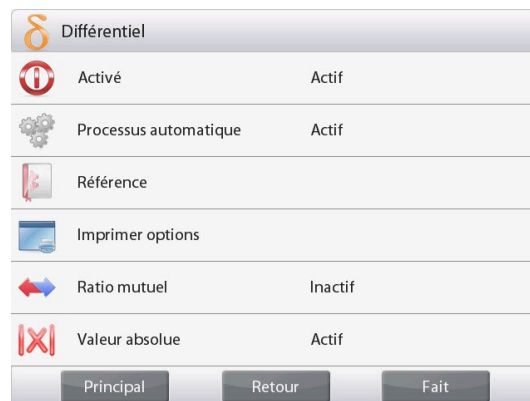 δ Différentiel
Activé Actif
Processus automatique Actif
Référence
Imprimer options
Ratio mutuel Inactif
|X| Valeur absolue Actif
Principal Retour Fait